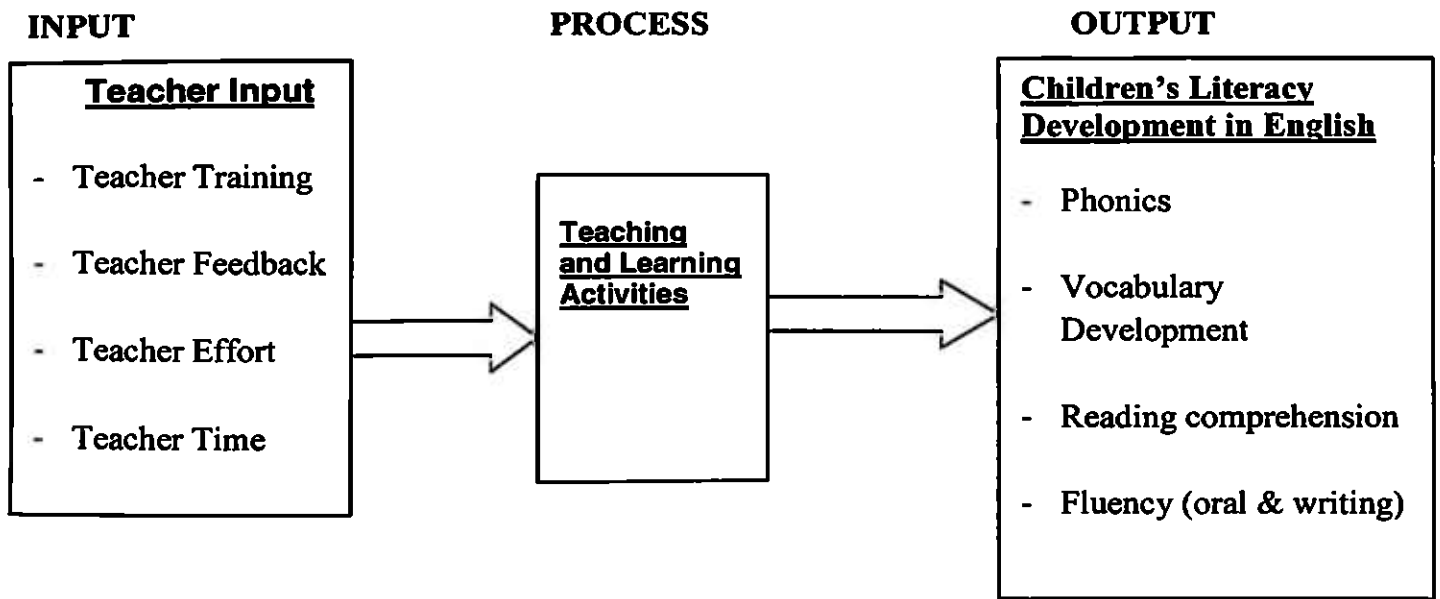 INPUT
PROCESS
OUTPUT
Teacher Input
- Teacher Training
- Teacher Feedback
- Teacher Effort
- Teacher Time
Teaching
and Learning
Activities
Children's Literacy
Development in English
- Phonics
- Vocabulary
Development
- Reading comprehension
- Fluency (oral & writing)